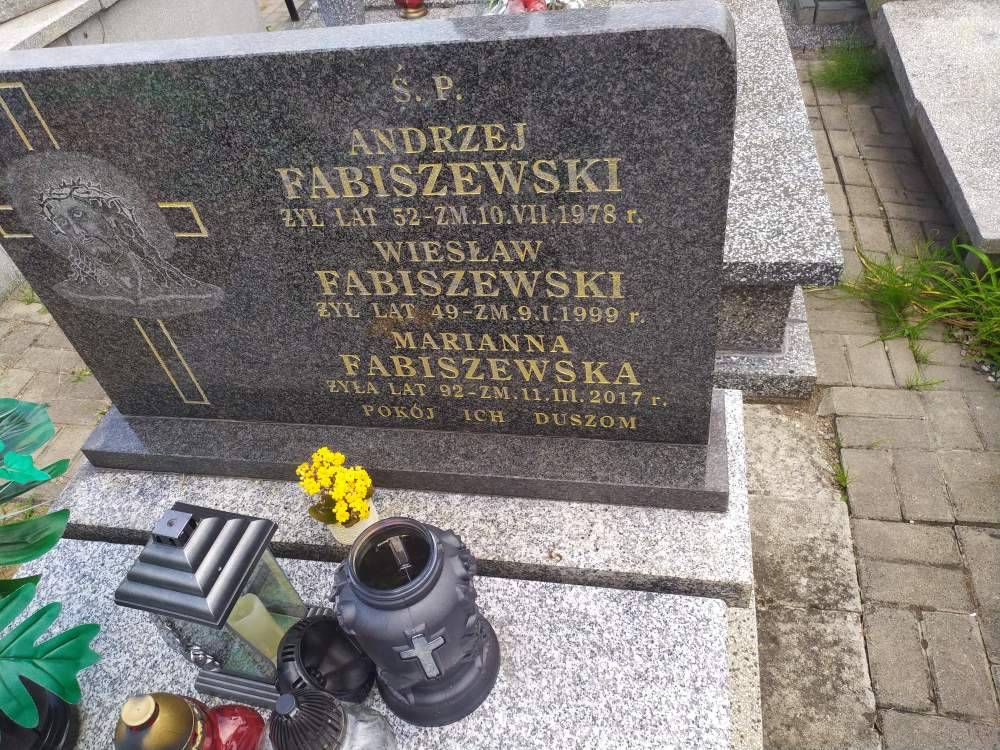 Ś. P.
ANDRZEJ
FABISZEWSKI
ŻYŁ LAT 52-ZM.10.VII.1978 r.
WIESŁAW
FABISZEWSKI
ŻYŁ LAT 49-ZM.9.I.1999 r.
MARIANNA
FABISZEWSKA
ŻYŁA LAT 92-ZM.11.III.2017 r.
POKÓJ ICH DUSZOM